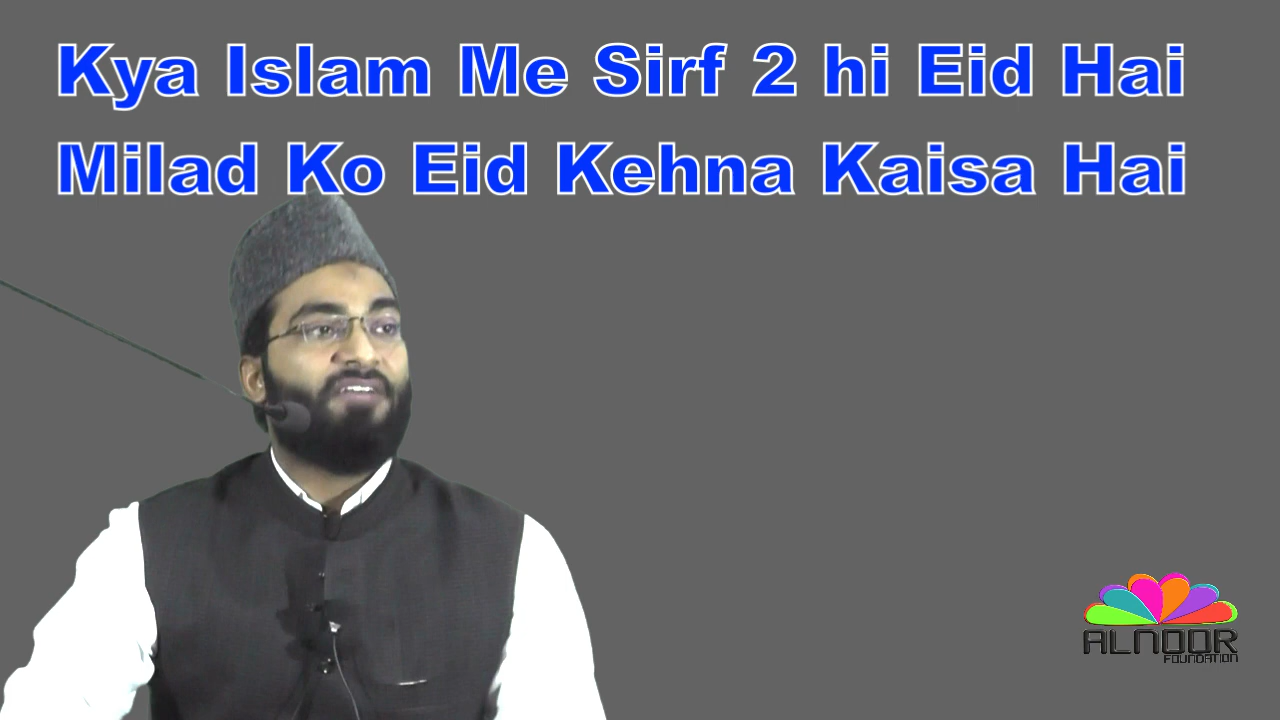 Kya Islam Me Sirf 2 hi Eid Hai
Milad Ko Eid Kehna Kaisa Hai
ALNOOR
FOUNDATION